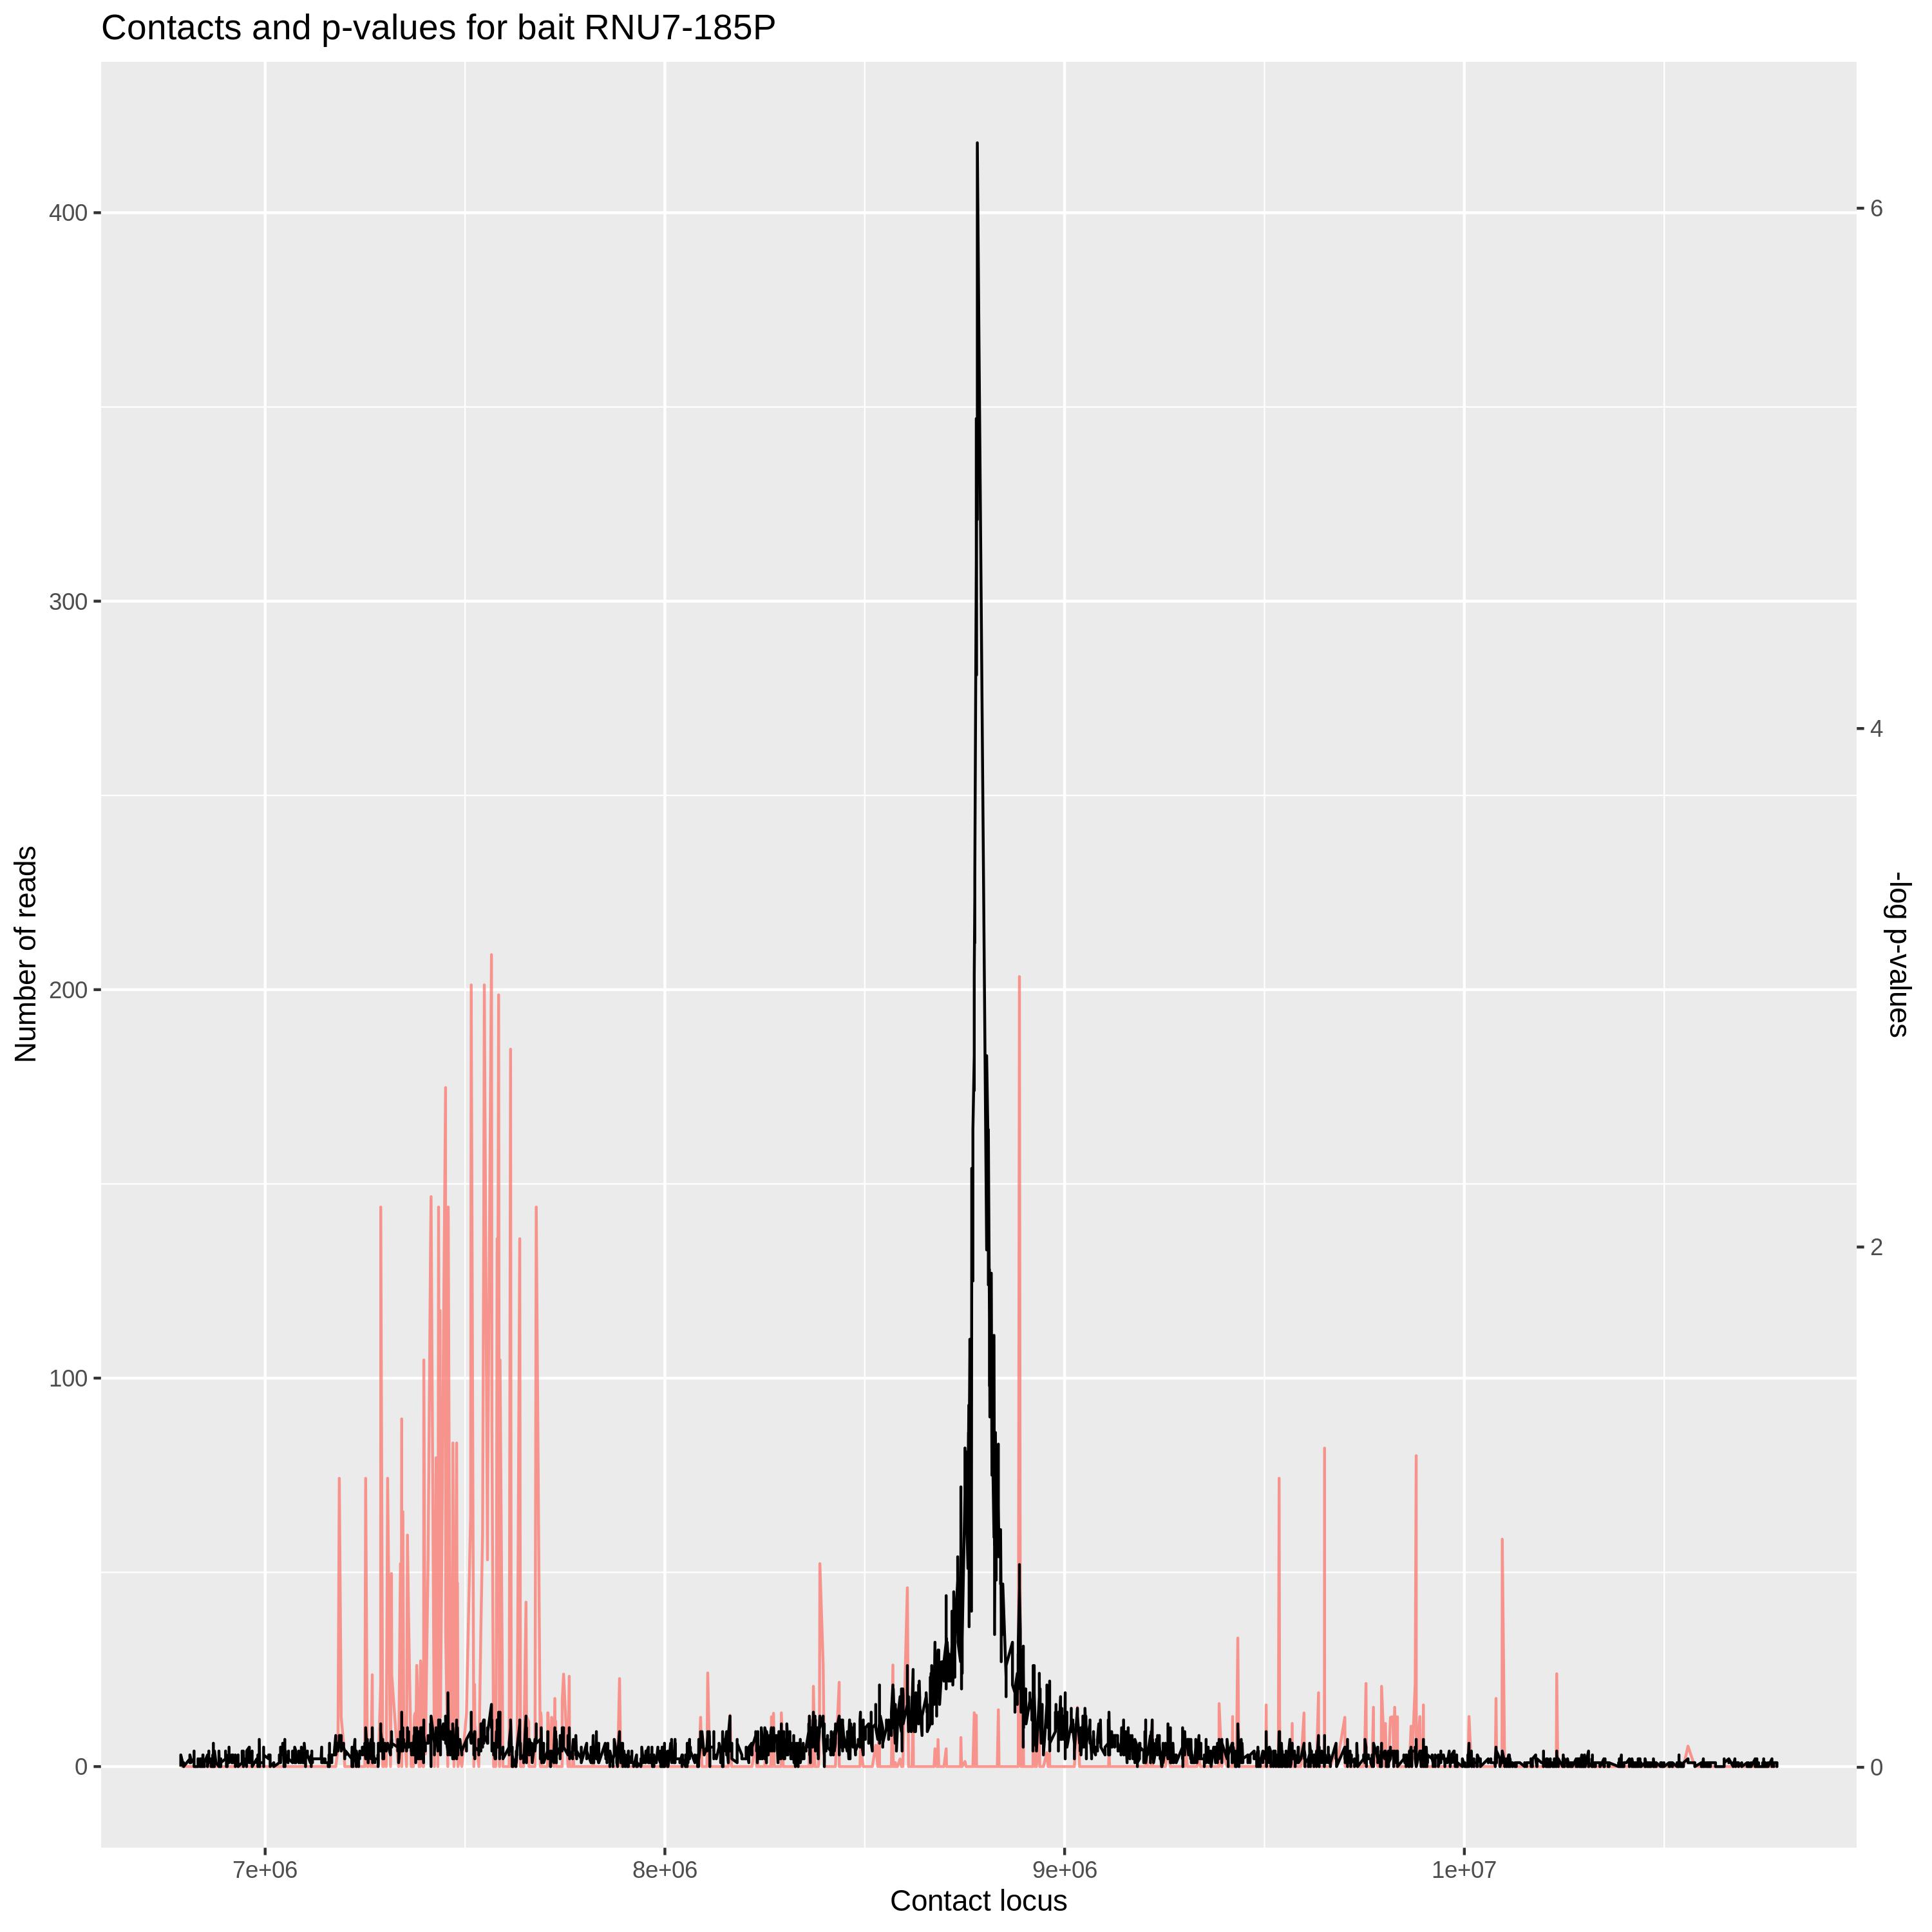 Contacts and p-values for bait RNU7-185P
400
300
200
100
0
6
4
2
0
Number of reads
-log p-values
7e+06
8e+06
9e+06
1e+07
Contact locus